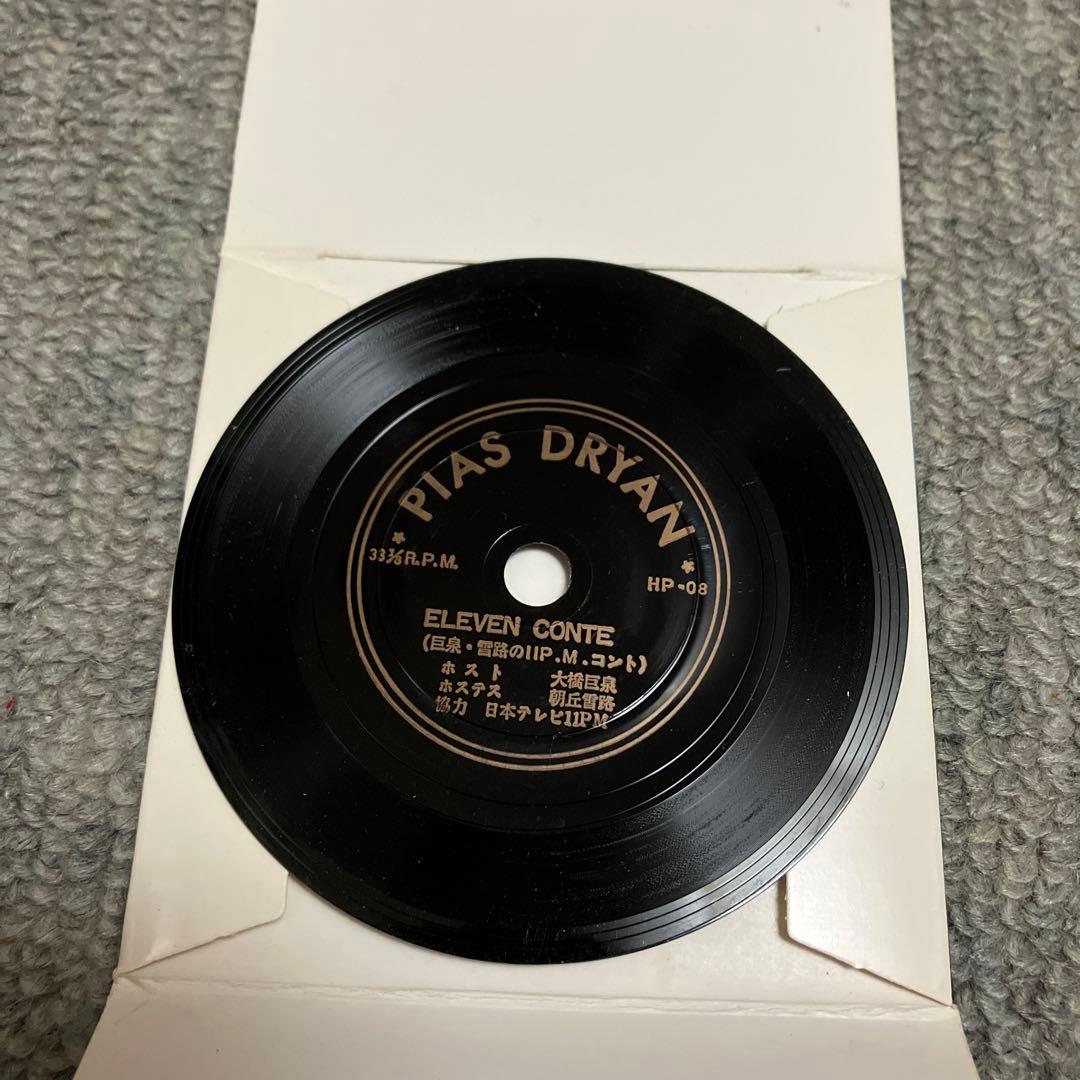 PIAS DRYAN
33⅓R.P.M.
HP-08
ELEVEN CONTE
(巨泉・雪路の11P.M.コント)
ホスト 大橋巨泉
ホステス 朝丘雪路
協力 日本テレビ11PM